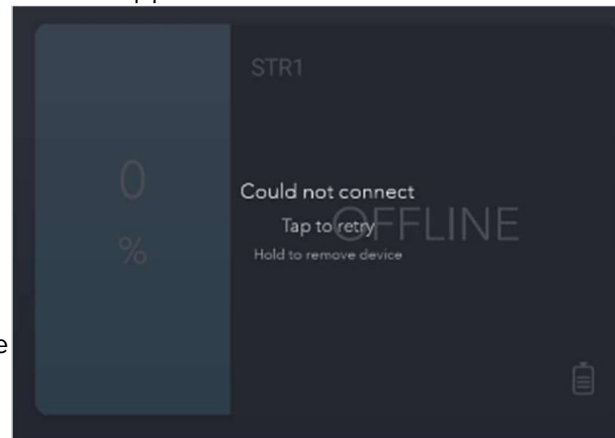 STR1
0
%
OFFLINE
Could not connect
Tap to retry
Hold to remove device